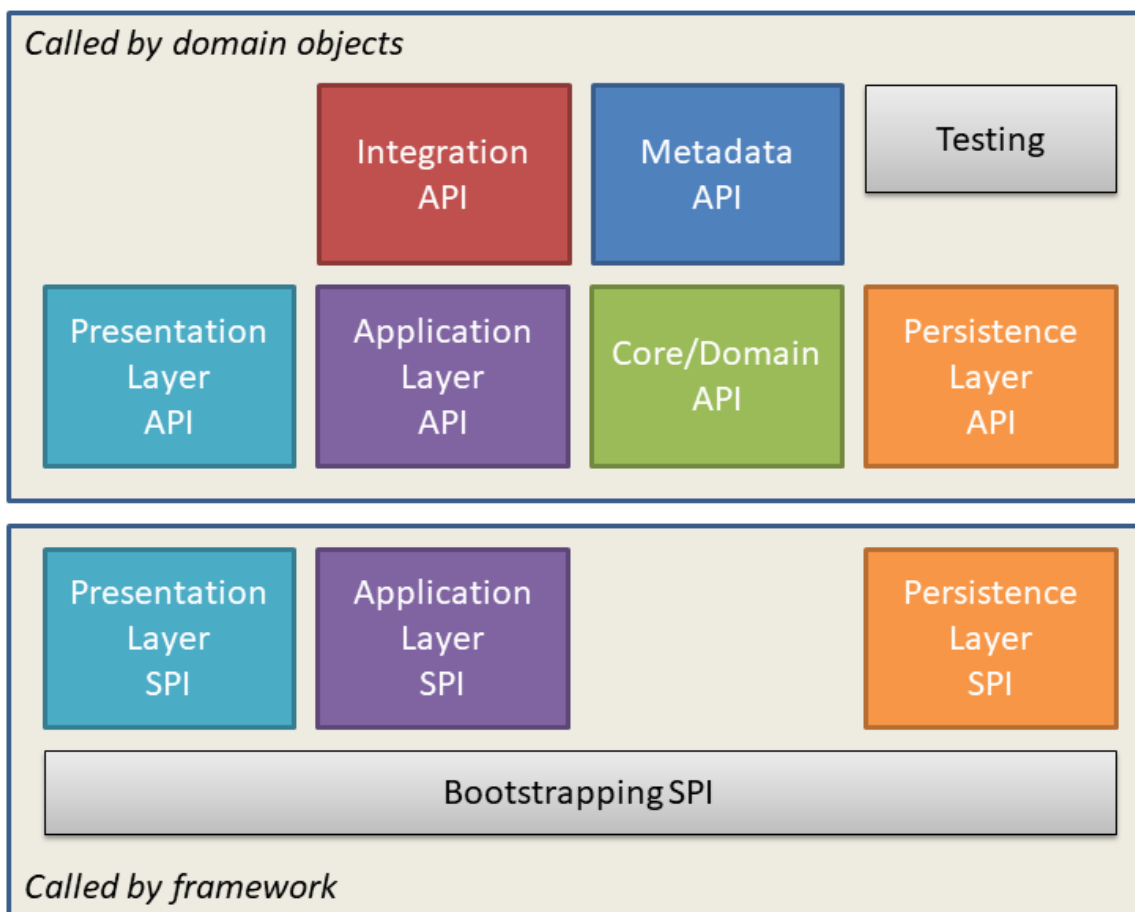 Called by domain objects
Integration
API
Metadata
API
Testing
Presentation
Layer
API
Application
Layer
API
Core/Domain
API
Persistence
Layer
API
Presentation
Layer
SPI
Application
Layer
SPI
Persistence
Layer
SPI
Bootstrapping SPI
Called by framework